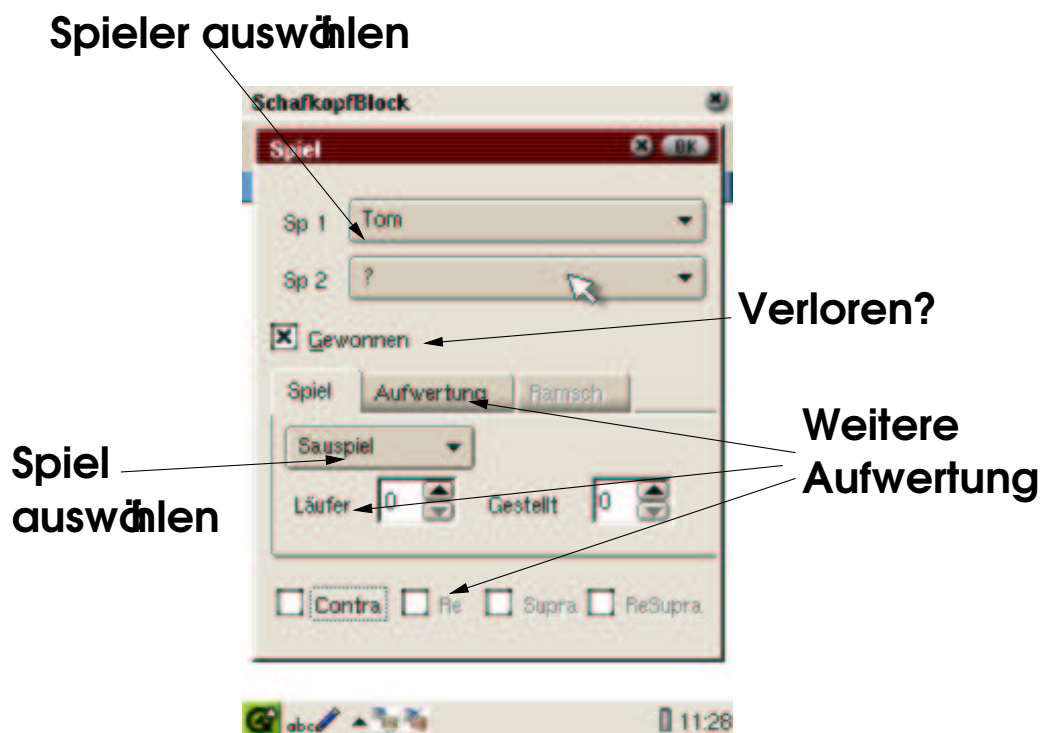 Spieler auswählen
SchafkopfBlock
Spiel OK
Sp 1 Tom
Sp 2 ?
Verloren?
Gewonnen
Spiel Aufwertung Ramsch
Weitere
Aufwertung
Sauspiel
Spiel
auswählen
Läufer 0 Gestellt 0
Contra Re Supra ReSupra
abc 11:28